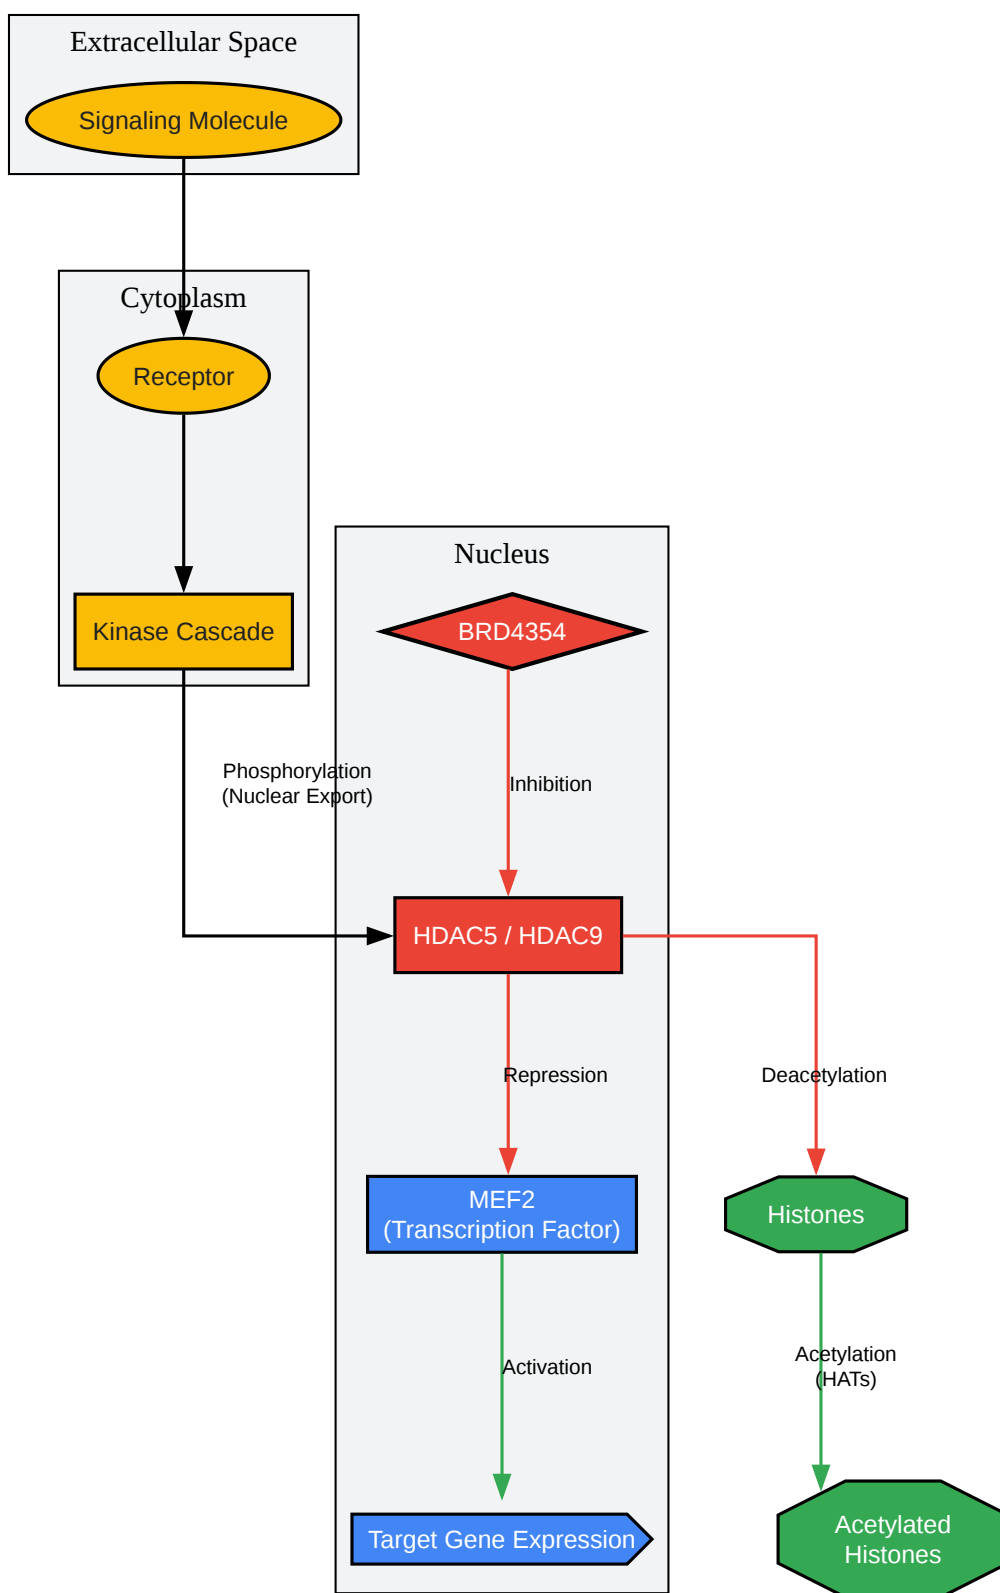 Extracellular Space
Signaling Molecule
Cytoplasm
Receptor
Kinase Cascade
Nucleus
BRD4354
Phosphorylation
(Nuclear Export)
Inhibition
HDAC5 / HDAC9
Repression
Deacetylation
MEF2
(Transcription Factor)
Histones
Activation
Acetylation
(HATs)
Target Gene Expression
Acetylated
Histones